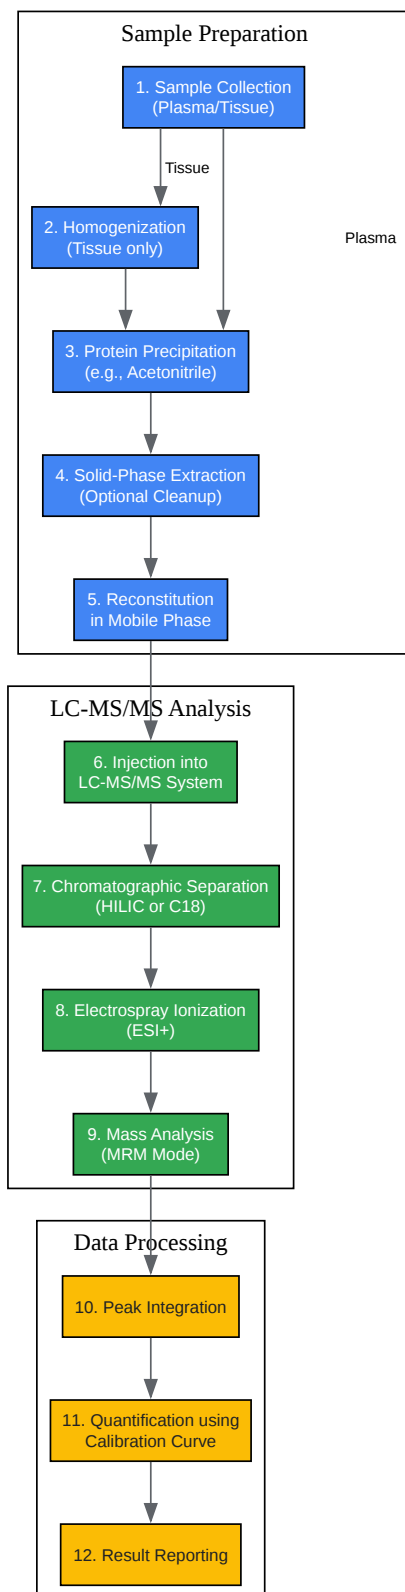 Sample Preparation
1. Sample Collection
(Plasma/Tissue)
Tissue
2. Homogenization
(Tissue only)
Plasma
3. Protein Precipitation
(e.g., Acetonitrile)
4. Solid-Phase Extraction
(Optional Cleanup)
5. Reconstitution
in Mobile Phase
LC-MS/MS Analysis
6. Injection into
LC-MS/MS System
7. Chromatographic Separation
(HILIC or C18)
8. Electrospray Ionization
(ESI+)
9. Mass Analysis
(MRM Mode)
Data Processing
10. Peak Integration
11. Quantification using
Calibration Curve
12. Result Reporting